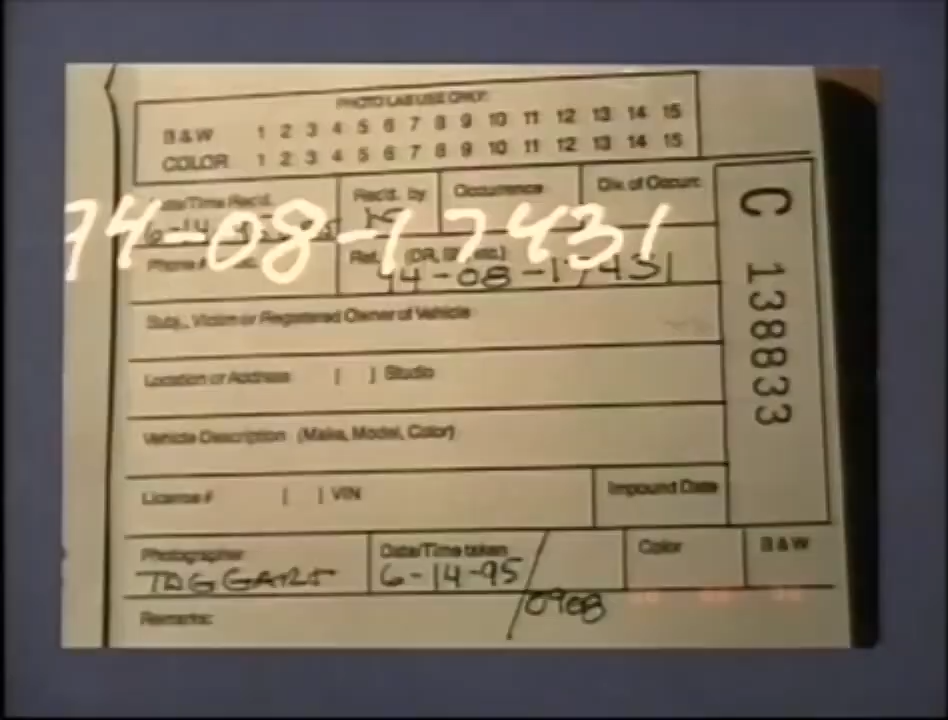 PHOTO LAB USE ONLY:
B & W 1 2 3 4 5 6 7 8 9 10 11 12 13 14 15
COLOR 1 2 3 4 5 6 7 8 9 10 11 12 13 14 15
Date/Time Rec'd. Rec'd. by Occurrence Div. of Occurr.
6-14
94-08-17431
Phone # Ref. (DR, etc.)
94-08-17431
Subj., Victim or Registered Owner of Vehicle
Location or Address [ ] Studio
Vehicle Description (Make, Model, Color)
License # [ ] VIN Impound Date
Photographer Date/Time taken Color B & W
6-14-95/
0908
Remarks:
C 138833